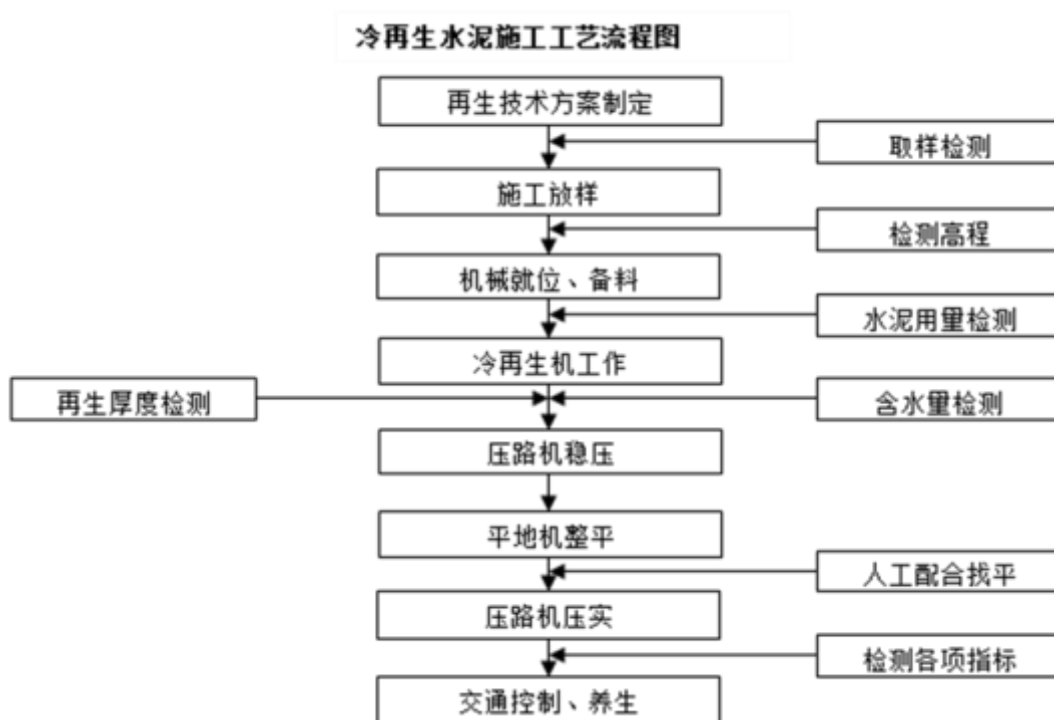 冷再生水泥施工工艺流程图
再生技术方案制定
取样检测
施工放样
检测高程
机械就位、备料
水泥用量检测
冷再生机工作
再生厚度检测
含水量检测
压路机稳压
平地机整平
人工配合找平
压路机压实
检测各项指标
交通控制、养生